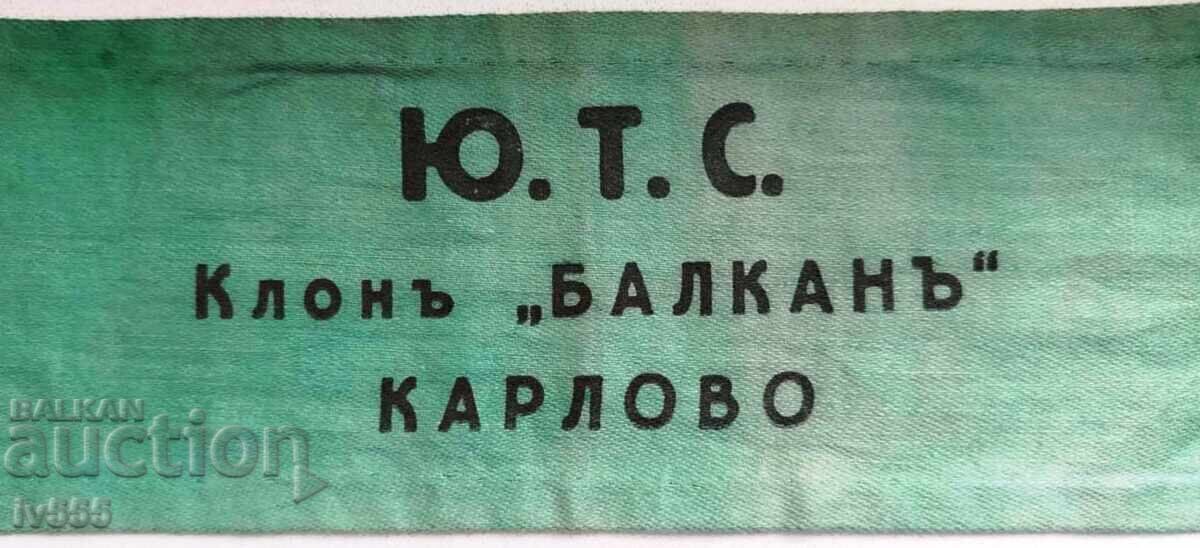 Ю.Т.С.
Клонъ „БАЛКАНЪ“
КАРЛОВО
BALKAN
auction
iv555